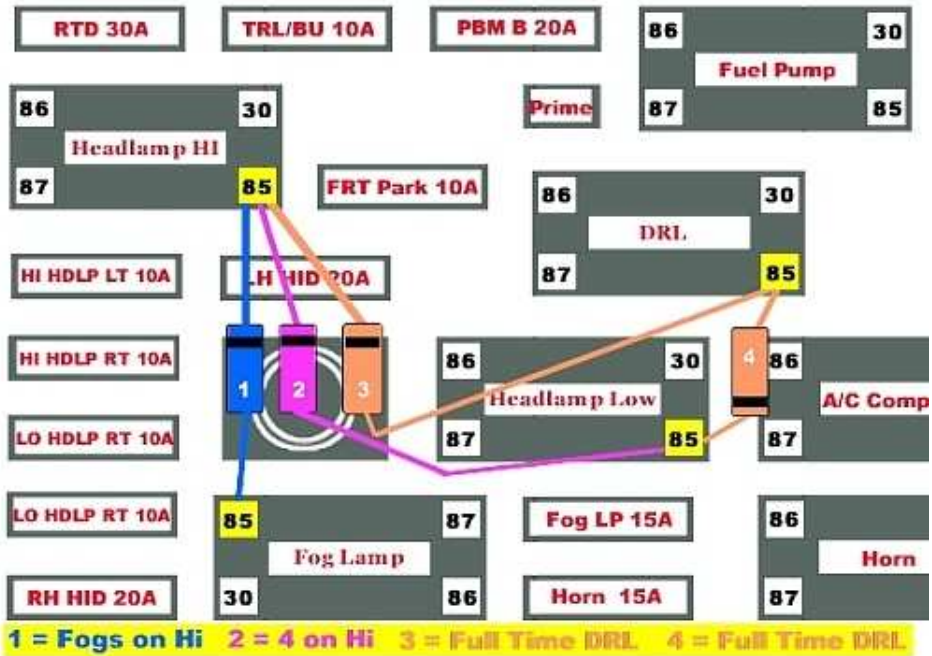 RTD 30A
TRL/BU 10A
PBM B 20A
86
30
Fuel Pump
87
85
Prime
86
30
Headlamp HI
87
85
FRT Park 10A
86
30
DRL
87
85
HI HDLP LT 10A
LH HID 20A
HI HDLP RT 10A
1
2
3
86
30
Headlamp Low
87
85
4
86
A/C Comp
87
LO HDLP RT 10A
LO HDLP RT 10A
85
87
Fog Lamp
30
86
Fog LP 15A
86
Horn
87
RH HID 20A
Horn 15A
1 = Fogs on Hi 2 = 4 on Hi 3 = Full Time DRL 4 = Full Time DRL